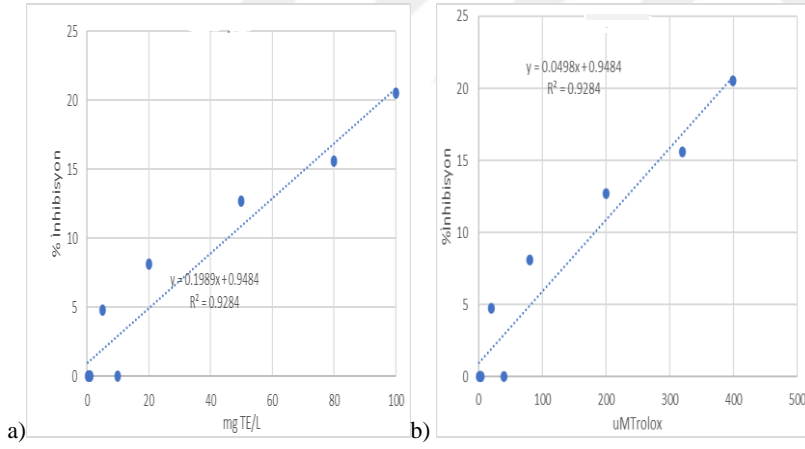 25
20
15
10
5
0
% inhibisyon
y = 0.1989x + 0.9484
R² = 0.9284
0 20 40 60 80 100
mg TE/L
a)
25
20
15
10
5
0
%inhibisyon
y = 0.0498x + 0.9484
R² = 0.9284
0 100 200 300 400 500
uMTrolox
b)